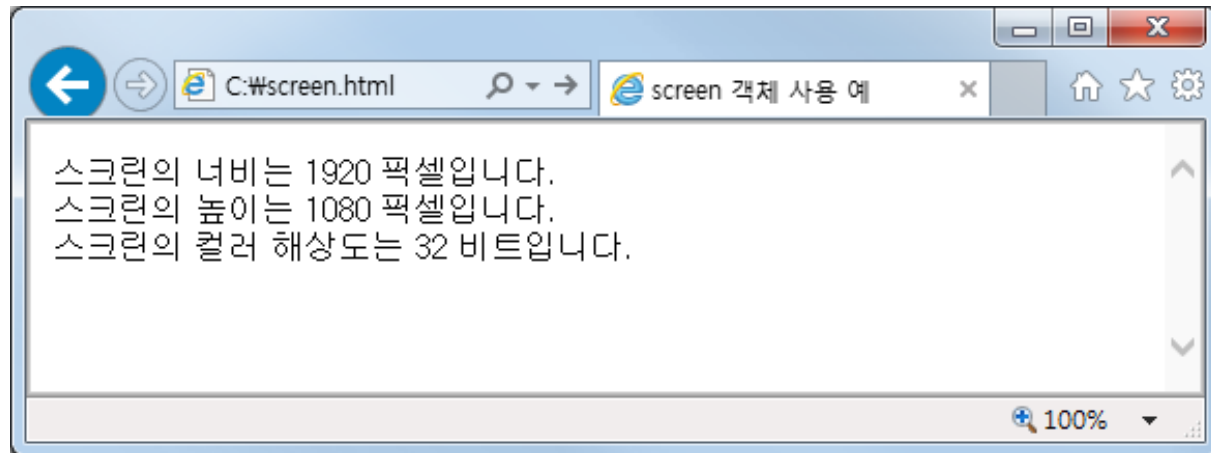 C:₩screen.html
screen 객체 사용 예
스크린의 너비는 1920 픽셀입니다.
스크린의 높이는 1080 픽셀입니다.
스크린의 컬러 해상도는 32 비트입니다.
100%